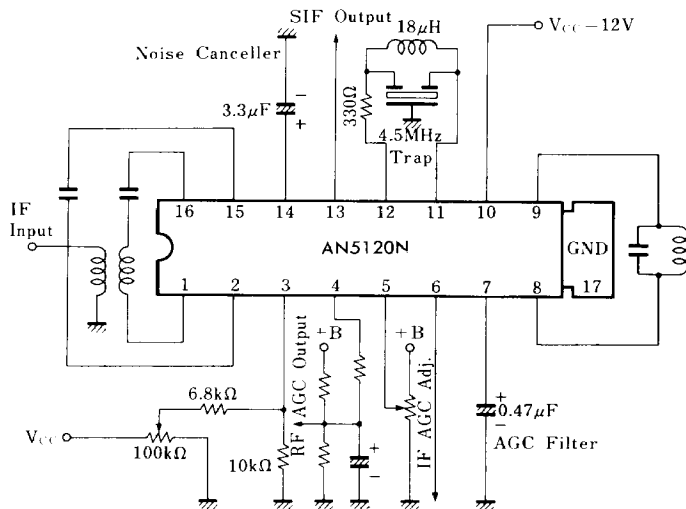 SIF Output
18μH
VCC−12V
Noise Canceller
−
3.3μF
+
330Ω
4.5MHz
Trap
IF
Input
16 15 14 13 12 11 10 9
AN5120N
GND
17
1 2 3 4 5 6 7 8
+B
+B
RF AGC Output
IF AGC Adj.
6.8kΩ
VCC
100kΩ
10kΩ
+
−
+
0.47μF
−
AGC Filter